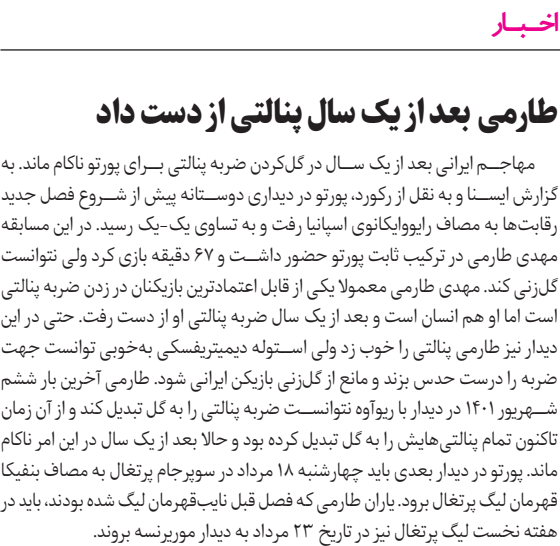 اخبار
طارمی بعد از یک سال پنالتی از دست داد
مهاجم ایرانی بعد از یک سال در گل‌کردن ضربه پنالتی برای پورتو ناکام ماند. به
گزارش ایسنا و به نقل از رکورد، پورتو در دیداری دوستانه پیش از شروع فصل جدید
رقابت‌ها به مصاف رایووایکانوی اسپانیا رفت و به تساوی یک-یک رسید. در این مسابقه
مهدی طارمی در ترکیب ثابت پورتو حضور داشت و ۶۷ دقیقه بازی کرد ولی نتوانست
گل‌زنی کند. مهدی طارمی معمولا یکی از قابل اعتمادترین بازیکنان در زدن ضربه پنالتی
است اما او هم انسان است و بعد از یک سال ضربه پنالتی او از دست رفت. حتی در این
دیدار نیز طارمی پنالتی را خوب زد ولی استوله دیمیتریفسکی به‌خوبی توانست جهت
ضربه را درست حدس بزند و مانع از گل‌زنی بازیکن ایرانی شود. طارمی آخرین بار ششم
شهریور ۱۴۰۱ در دیدار با ریوآوه نتوانست ضربه پنالتی را به گل تبدیل کند و از آن زمان
تاکنون تمام پنالتی‌هایش را به گل تبدیل کرده بود و حالا بعد از یک سال در این امر ناکام
ماند. پورتو در دیدار بعدی باید چهارشنبه ۱۸ مرداد در سوپرجام پرتغال به مصاف بنفیکا
قهرمان لیگ پرتغال برود. یاران طارمی که فصل قبل نایب‌قهرمان لیگ شده بودند، باید در
هفته نخست لیگ پرتغال نیز در تاریخ ۲۳ مرداد به دیدار موریرنسه بروند.